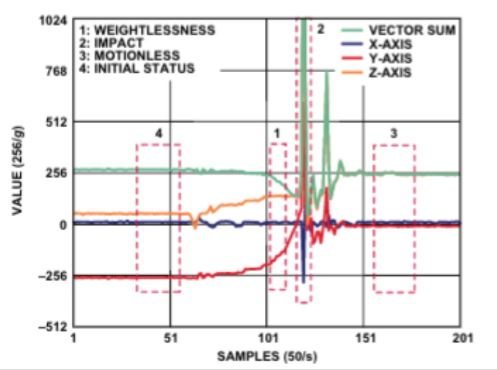 1: WEIGHTLESSNESS
2: IMPACT
3: MOTIONLESS
4: INITIAL STATUS
VECTOR SUM
X-AXIS
Y-AXIS
Z-AXIS
2
4
1
3
VALUE (256/g)
1024
768
512
256
0
–256
–512
1
51
101
151
201
SAMPLES (50/s)